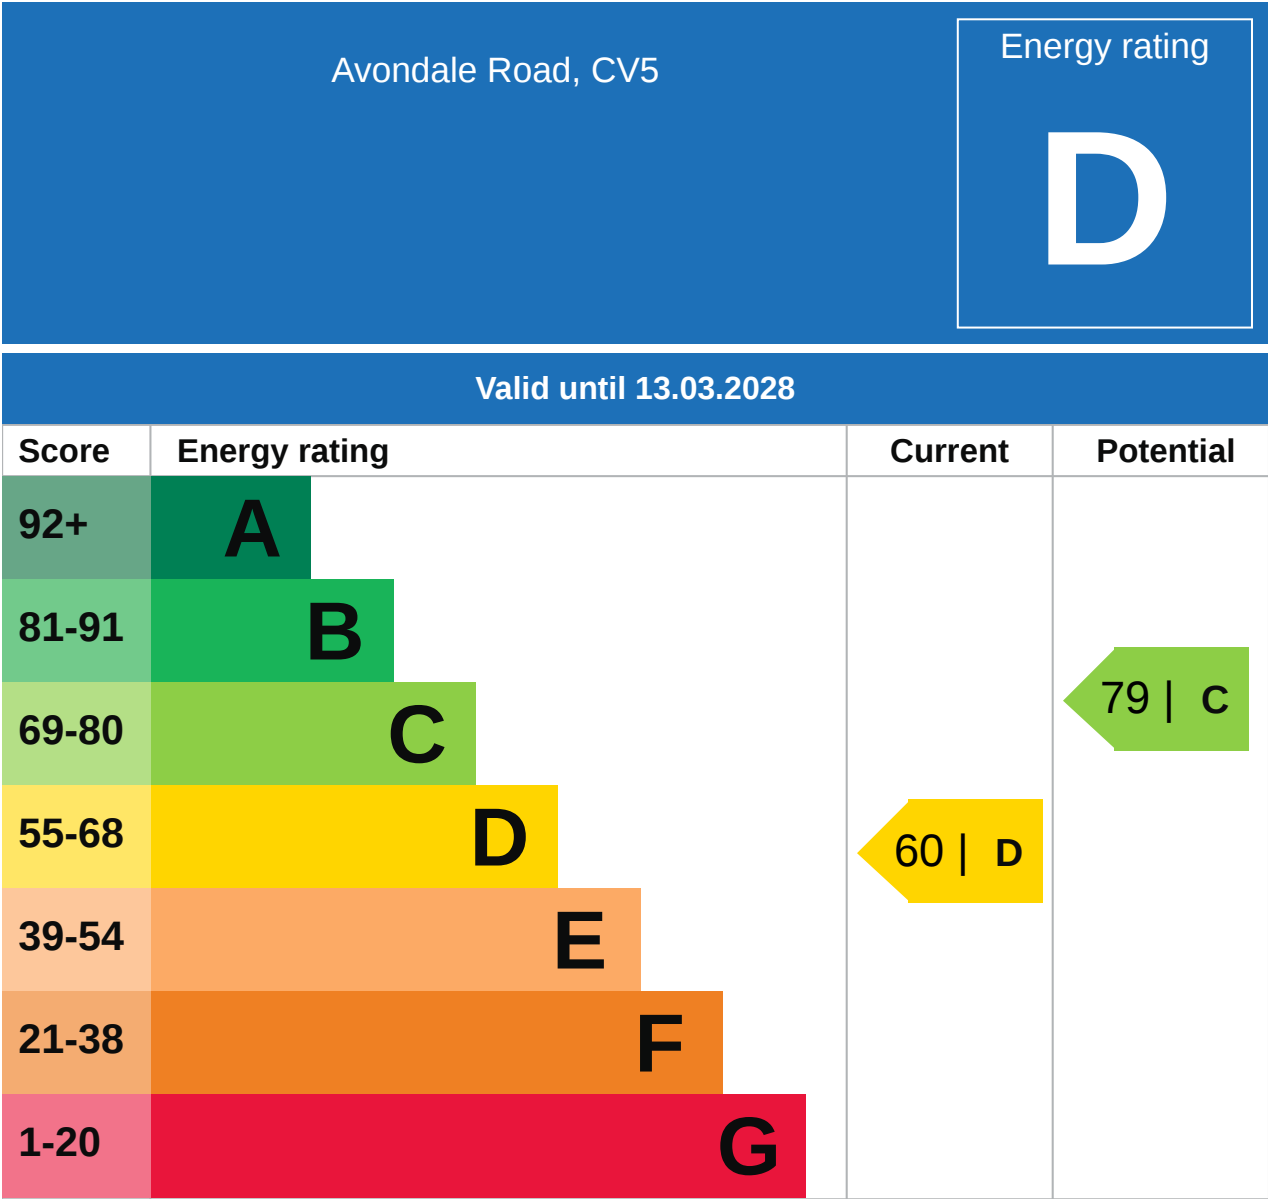 Avondale Road, CV5
Energy rating
D
Valid until 13.03.2028
Score Energy rating Current Potential
92+ A
81-91 B
69-80 C
79 | C
55-68 D
60 | D
39-54 E
21-38 F
1-20 G